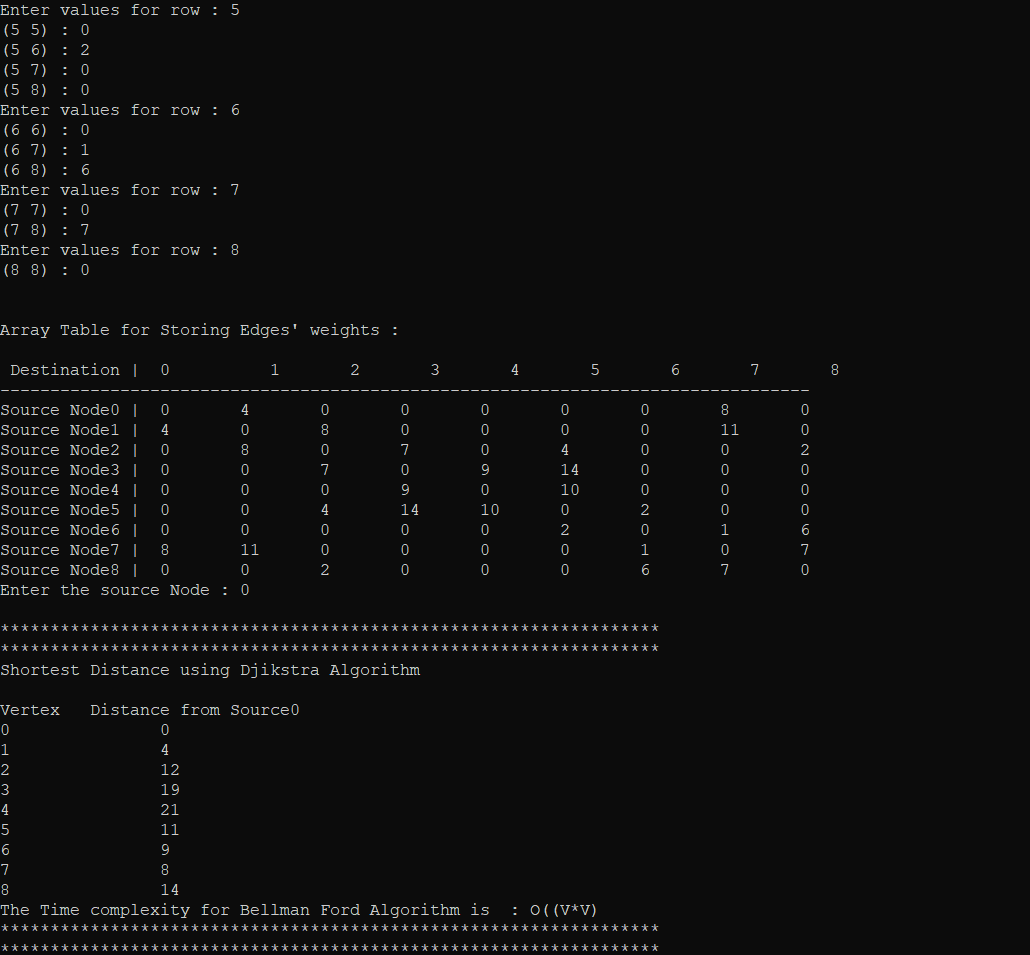 Enter values for row : 5
(5 5) : 0
(5 6) : 2
(5 7) : 0
(5 8) : 0
Enter values for row : 6
(6 6) : 0
(6 7) : 1
(6 8) : 6
Enter values for row : 7
(7 7) : 0
(7 8) : 7
Enter values for row : 8
(8 8) : 0
Array Table for Storing Edges' weights :
Destination | 0 1 2 3 4 5 6 7 8
---------------------------------------------------------------------------------
Source Node0 | 0 4 0 0 0 0 0 8 0
Source Node1 | 4 0 8 0 0 0 0 11 0
Source Node2 | 0 8 0 7 0 4 0 0 2
Source Node3 | 0 0 7 0 9 14 0 0 0
Source Node4 | 0 0 0 9 0 10 0 0 0
Source Node5 | 0 0 4 14 10 0 2 0 0
Source Node6 | 0 0 0 0 0 2 0 1 6
Source Node7 | 8 11 0 0 0 0 1 0 7
Source Node8 | 0 0 2 0 0 0 6 7 0
Enter the source Node : 0
******************************************************************
******************************************************************
Shortest Distance using Djikstra Algorithm
Vertex Distance from Source0
0 0
1 4
2 12
3 19
4 21
5 11
6 9
7 8
8 14
The Time complexity for Bellman Ford Algorithm is : O((V*V)
******************************************************************
******************************************************************